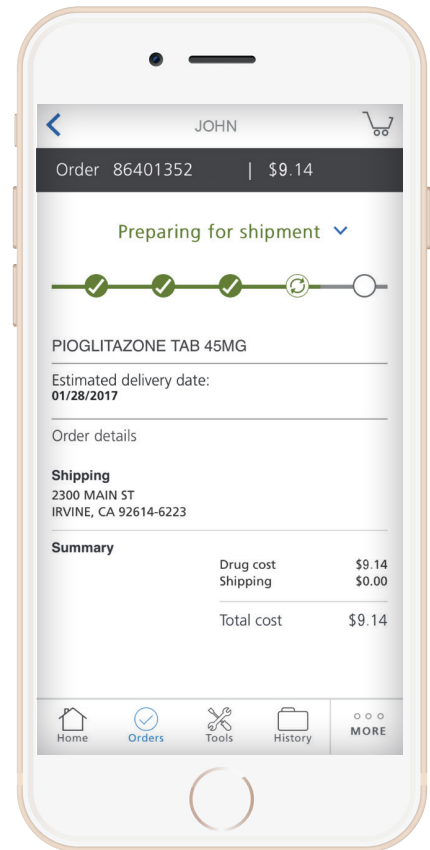 JOHN
Order 86401352 | $9.14
Preparing for shipment
PIOGLITAZONE TAB 45MG
Estimated delivery date:
01/28/2017
Order details
Shipping
2300 MAIN ST
IRVINE, CA 92614-6223
Summary
Drug cost $9.14
Shipping $0.00
Total cost $9.14
Home Orders Tools History MORE